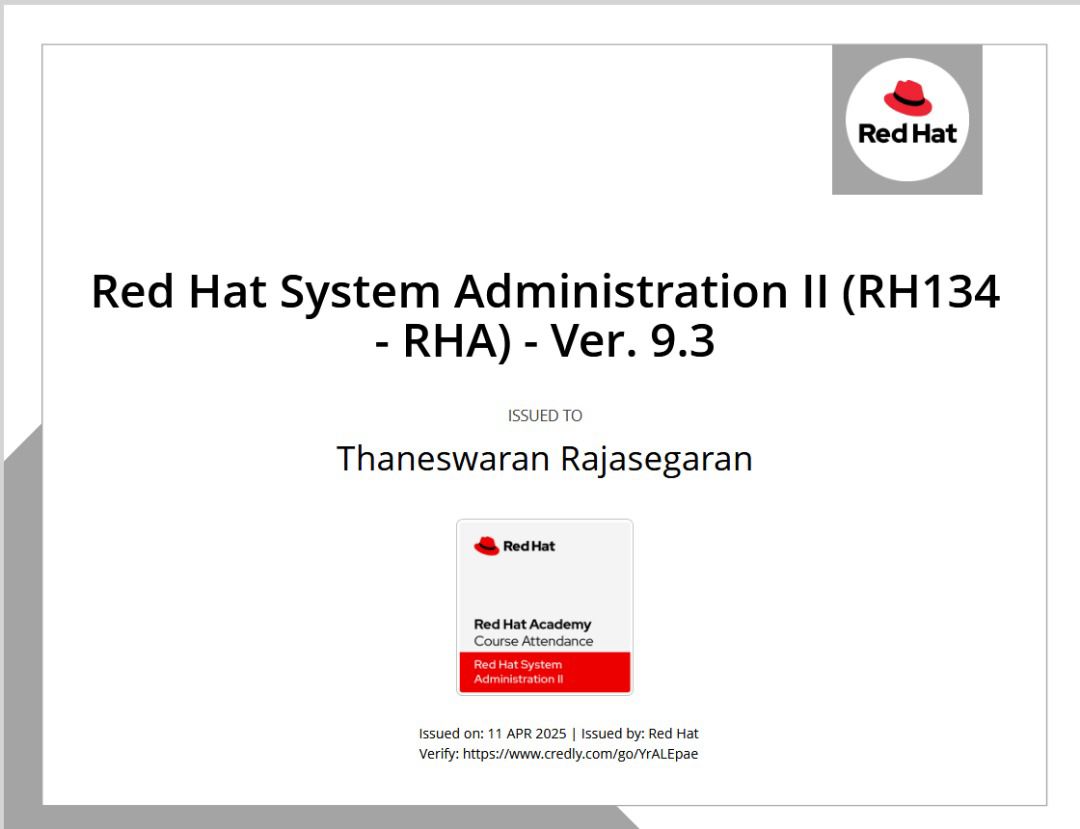 Red Hat
Red Hat System Administration II (RH134
- RHA) - Ver. 9.3
ISSUED TO
Thaneswaran Rajasegaran
Red Hat
Red Hat Academy
Course Attendance
Red Hat System
Administration II
Issued on: 11 APR 2025 | Issued by: Red Hat
Verify: https://www.credly.com/go/YrALEpae